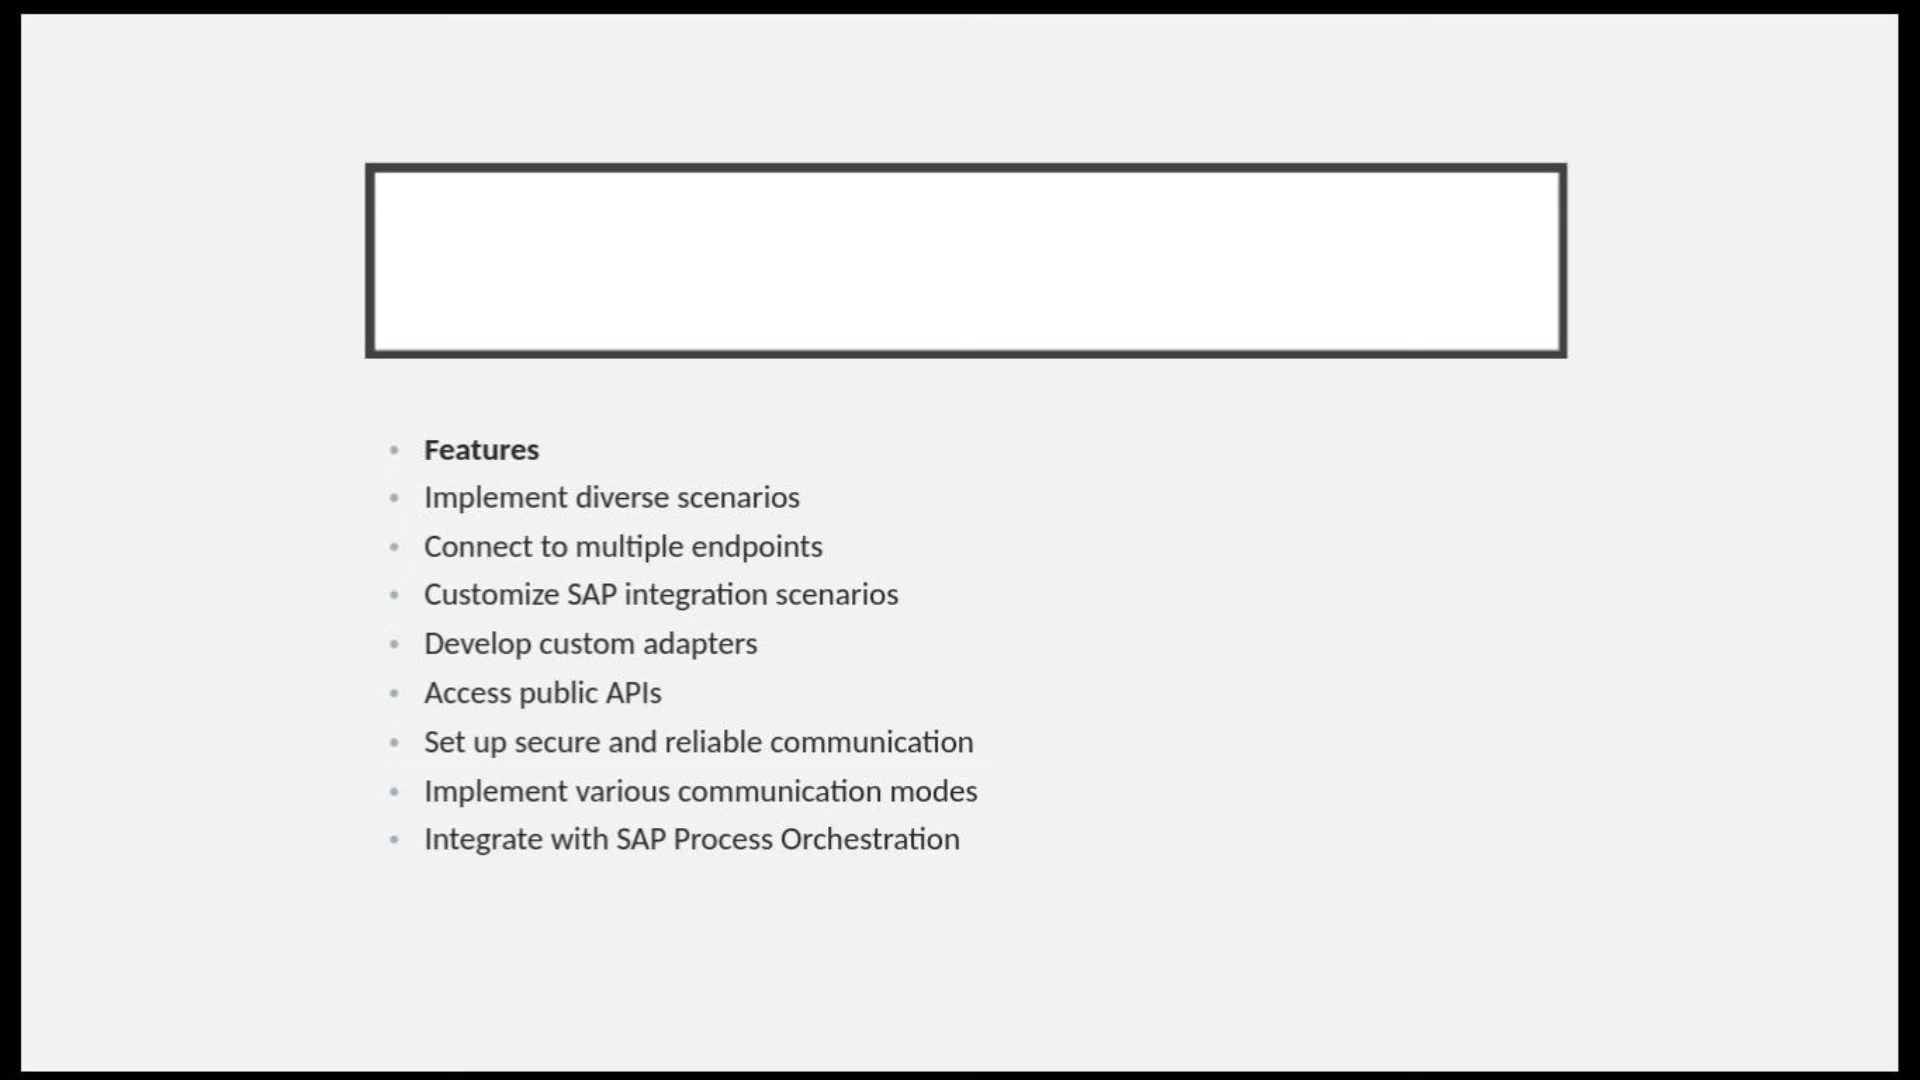 • Features
• Implement diverse scenarios
• Connect to multiple endpoints
• Customize SAP integration scenarios
• Develop custom adapters
• Access public APIs
• Set up secure and reliable communication
• Implement various communication modes
• Integrate with SAP Process Orchestration